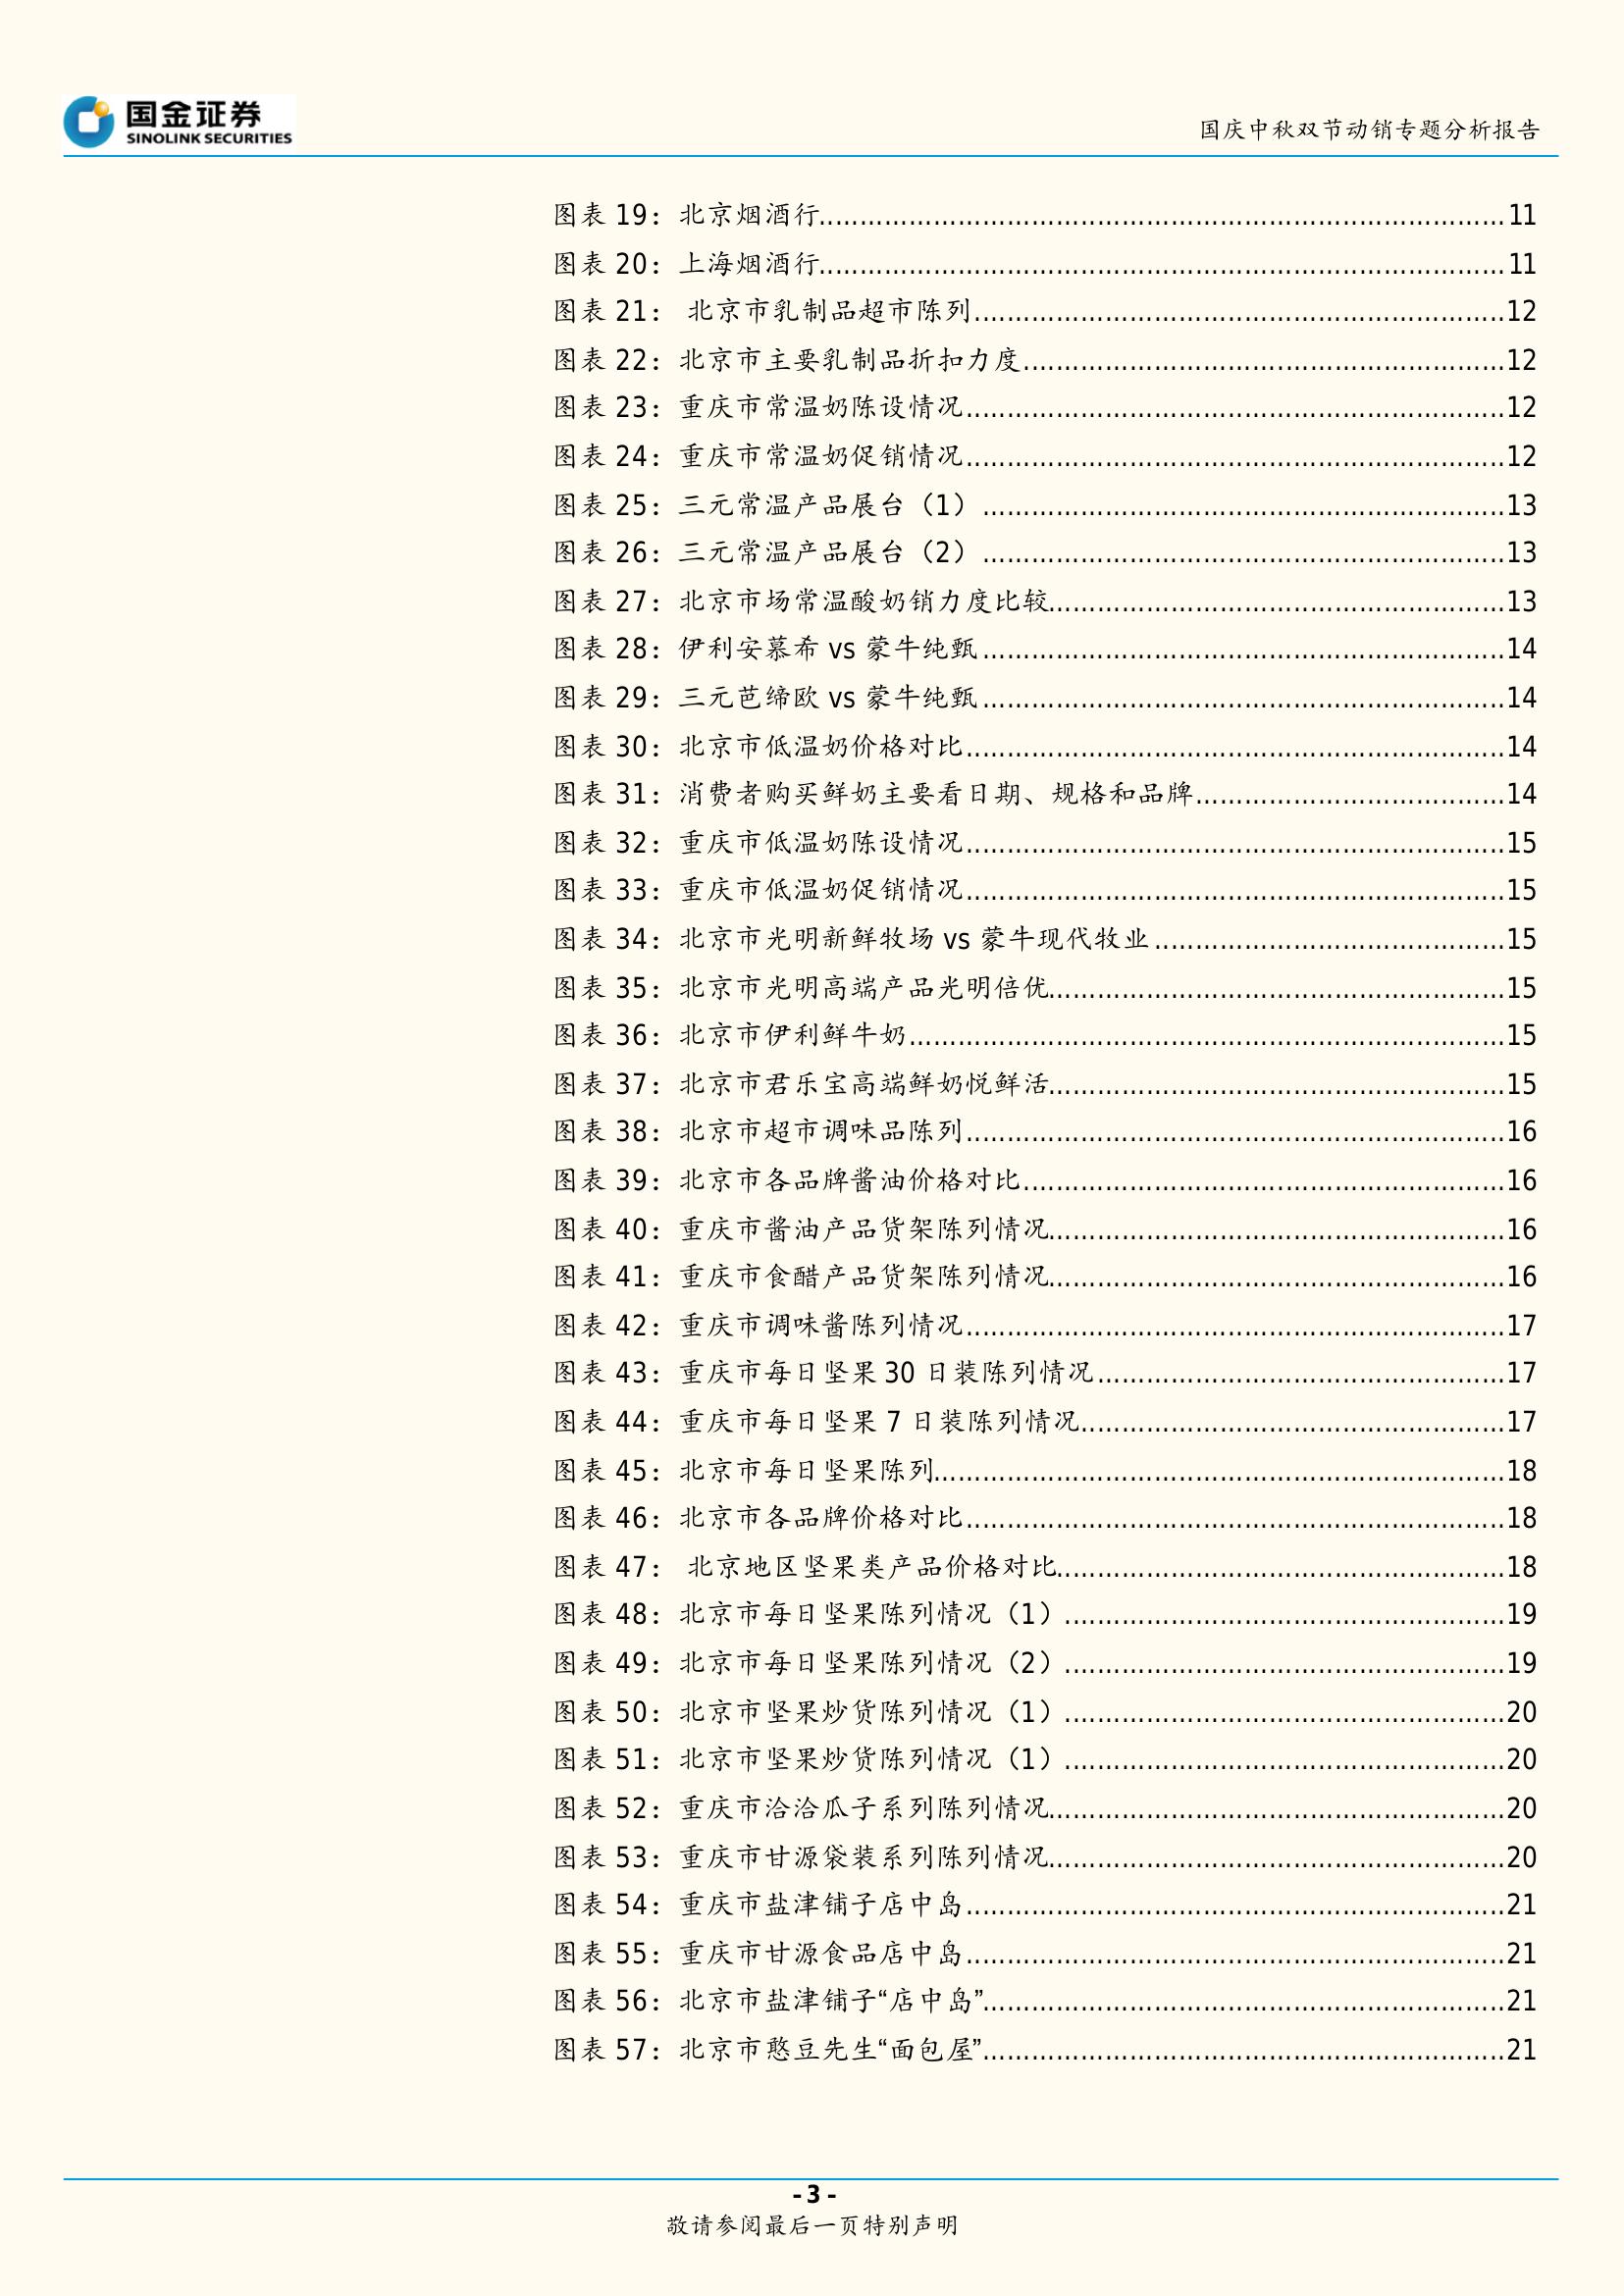 国金证券
SINOLINK SECURITIES
国庆中秋双节动销专题分析报告
图表 19：北京烟酒行......11
图表 20：上海烟酒行......11
图表 21： 北京市乳制品超市陈列......12
图表 22：北京市主要乳制品折扣力度......12
图表 23：重庆市常温奶陈设情况......12
图表 24：重庆市常温奶促销情况......12
图表 25：三元常温产品展台（1）......13
图表 26：三元常温产品展台（2）......13
图表 27：北京市场常温酸奶销力度比较......13
图表 28：伊利安慕希 vs 蒙牛纯甄......14
图表 29：三元芭缔欧 vs 蒙牛纯甄......14
图表 30：北京市低温奶价格对比......14
图表 31：消费者购买鲜奶主要看日期、规格和品牌......14
图表 32：重庆市低温奶陈设情况......15
图表 33：重庆市低温奶促销情况......15
图表 34：北京市光明新鲜牧场 vs 蒙牛现代牧业......15
图表 35：北京市光明高端产品光明倍优......15
图表 36：北京市伊利鲜牛奶......15
图表 37：北京市君乐宝高端鲜奶悦鲜活......15
图表 38：北京市超市调味品陈列......16
图表 39：北京市各品牌酱油价格对比......16
图表 40：重庆市酱油产品货架陈列情况......16
图表 41：重庆市食醋产品货架陈列情况......16
图表 42：重庆市调味酱陈列情况......17
图表 43：重庆市每日坚果 30 日装陈列情况......17
图表 44：重庆市每日坚果 7 日装陈列情况......17
图表 45：北京市每日坚果陈列......18
图表 46：北京市各品牌价格对比......18
图表 47： 北京地区坚果类产品价格对比......18
图表 48：北京市每日坚果陈列情况（1）......19
图表 49：北京市每日坚果陈列情况（2）......19
图表 50：北京市坚果炒货陈列情况（1）......20
图表 51：北京市坚果炒货陈列情况（1）......20
图表 52：重庆市洽洽瓜子系列陈列情况......20
图表 53：重庆市甘源袋装系列陈列情况......20
图表 54：重庆市盐津铺子店中岛......21
图表 55：重庆市甘源食品店中岛......21
图表 56：北京市盐津铺子“店中岛”......21
图表 57：北京市憨豆先生“面包屋”......21
- 3 -
敬请参阅最后一页特别声明